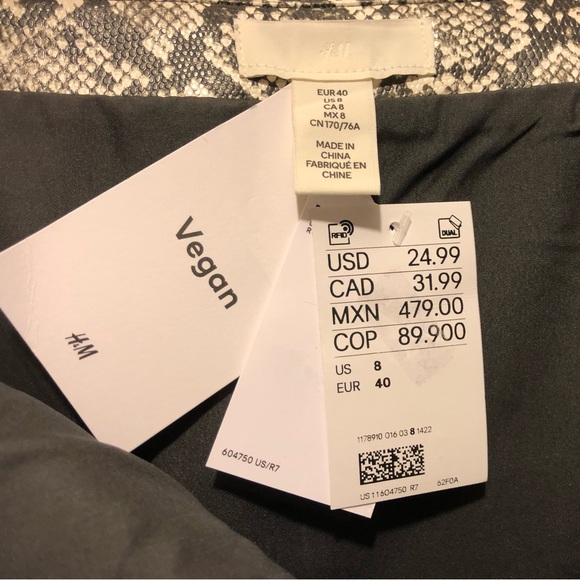 H&M
EUR 40
US 8
CA 8
MX 8
CN 170/76A
MADE IN
CHINA
FABRIQUÉ EN
CHINE
Vegan
H&M
604750 US/R7
RFID
DUAL
USD 24.99
CAD 31.99
MXN 479.00
COP 89.900
US 8
EUR 40
1178910 016 03 8 1422
US 11604750 R7 62F0A